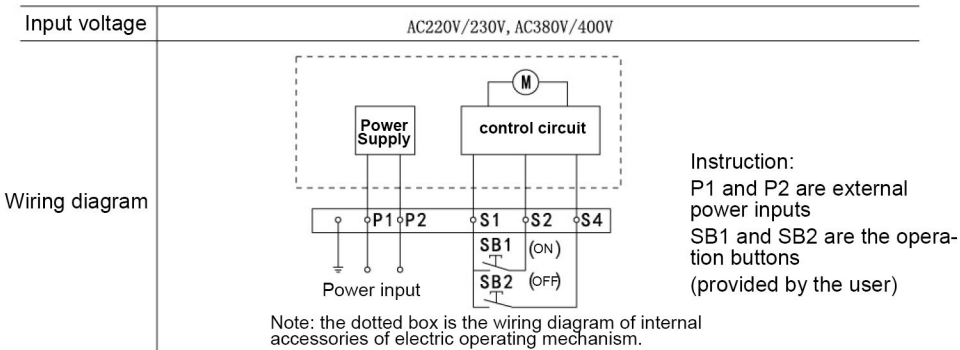 Input voltage
AC220V/230V, AC380V/400V
Wiring diagram
M
Power
Supply
control circuit
P1 P2 S1 S2 S4
SB1 (ON)
SB2 (OFF)
Power input
Note: the dotted box is the wiring diagram of internal
accessories of electric operating mechanism.
Instruction:
P1 and P2 are external
power inputs
SB1 and SB2 are the opera-
tion buttons
(provided by the user)